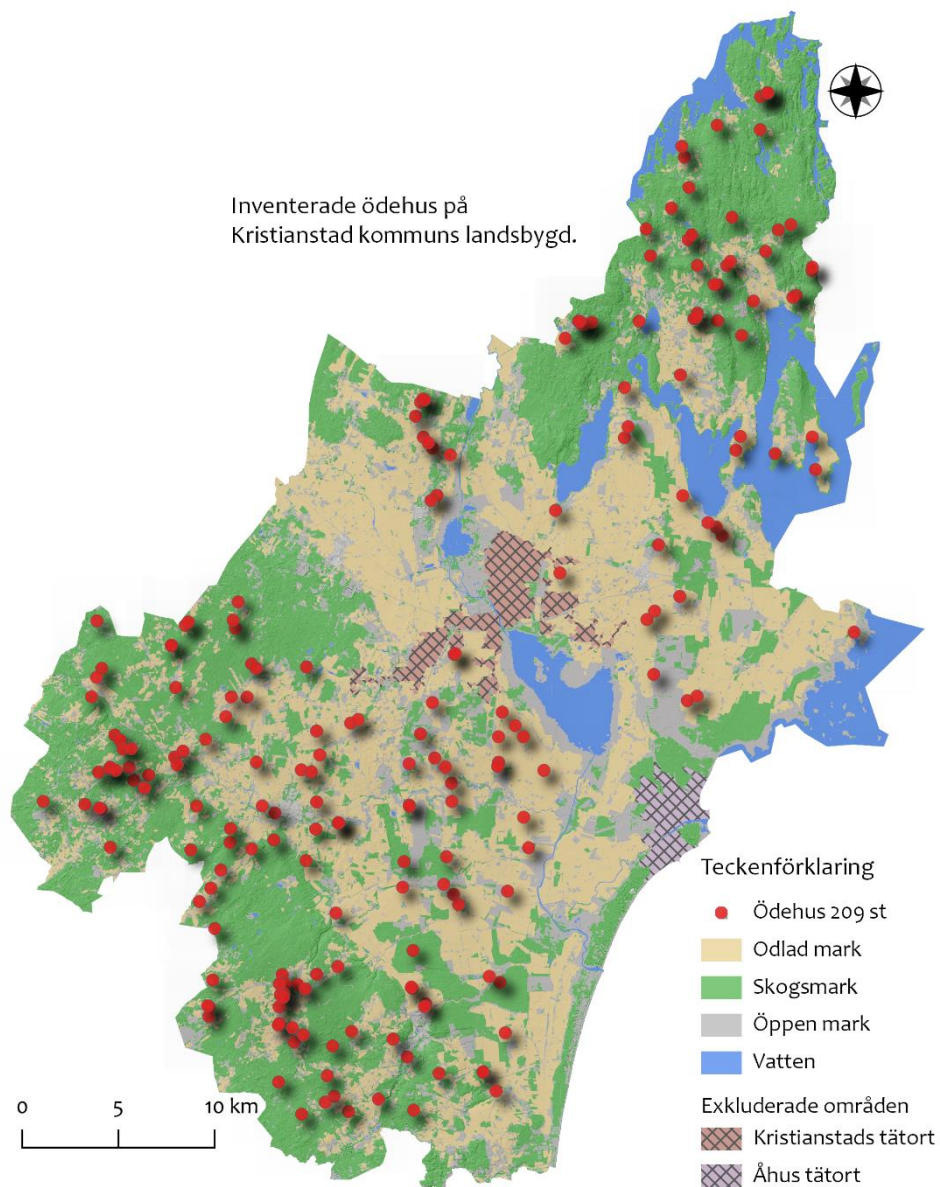 Inventerade ödehus på
Kristianstad kommuns landsbygd.
Teckenförklaring
Ödehus 209 st
Odlad mark
Skogsmark
Öppen mark
Vatten
0 5 10 km
Exkluderade områden
Kristianstads tätort
Åhus tätort